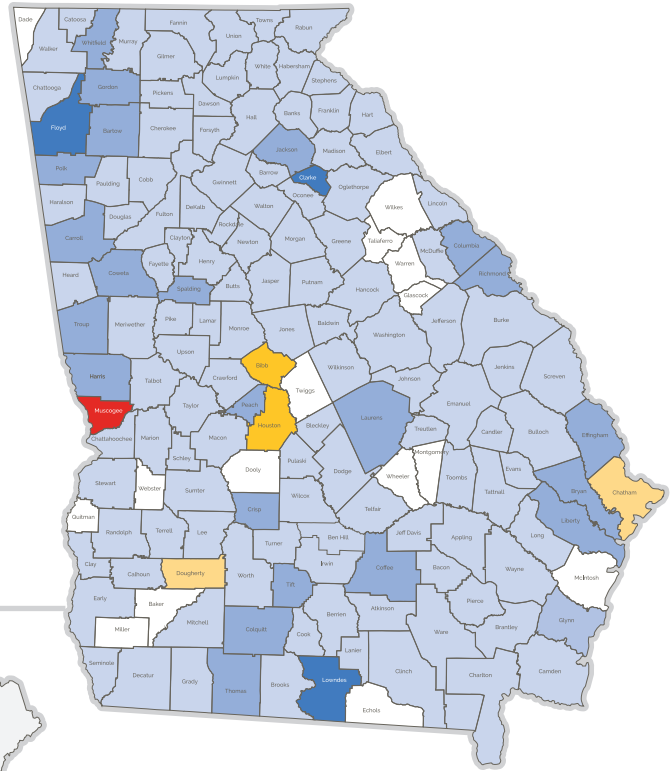 Dade
Catoosa
Fannin
Towns
Rabun
Union
Walker
Whitfield
Murray
Gilmer
White
Habersham
Lumpkin
Stephens
Chattooga
Gordon
Pickens
Dawson
Banks
Franklin
Hart
Hall
Floyd
Bartow
Cherokee
Forsyth
Jackson
Madison
Elbert
Polk
Barrow
Clarke
Oglethorpe
Paulding
Cobb
Gwinnett
Oconee
Haralson
DeKalb
Walton
Wilkes
Lincoln
Douglas
Fulton
Rockdale
Carroll
Clayton
Newton
Morgan
Greene
Taliaferro
McDuffie
Columbia
Henry
Fayette
Warren
Heard
Coweta
Spulding
Butts
Jasper
Putnam
Hancock
Glascock
Richmond
Troup
Meriwether
Pike
Lamar
Monroe
Jones
Baldwin
Washington
Jefferson
Burke
Upson
Bibb
Wilkinson
Harris
Talbot
Crawford
Twiggs
Johnson
Jenkins
Screven
Muscogee
Taylor
Peach
Laurens
Emanuel
Houston
Bleckley
Treutlen
Candler
Bulloch
Effingham
Chattahoochee
Marion
Macon
Schley
Pulaski
Montgomery
Dooly
Dodge
Wheeler
Toombs
Evans
Tattnall
Stewart
Webster
Sumter
Wilcox
Bryan
Chatham
Quitman
Crisp
Telfair
Liberty
Randolph
Terrell
Lee
Turner
Ben Hill
Jeff Davis
Appling
Long
Clay
Calhoun
Dougherty
Worth
Tift
Irwin
Coffee
Bacon
Wayne
McIntosh
Early
Baker
Mitchell
Berrien
Atkinson
Pierce
Miller
Colquitt
Cook
Ware
Brantley
Glynn
Lanier
Seminole
Decatur
Grady
Thomas
Brooks
Lowndes
Clinch
Charlton
Camden
Echols